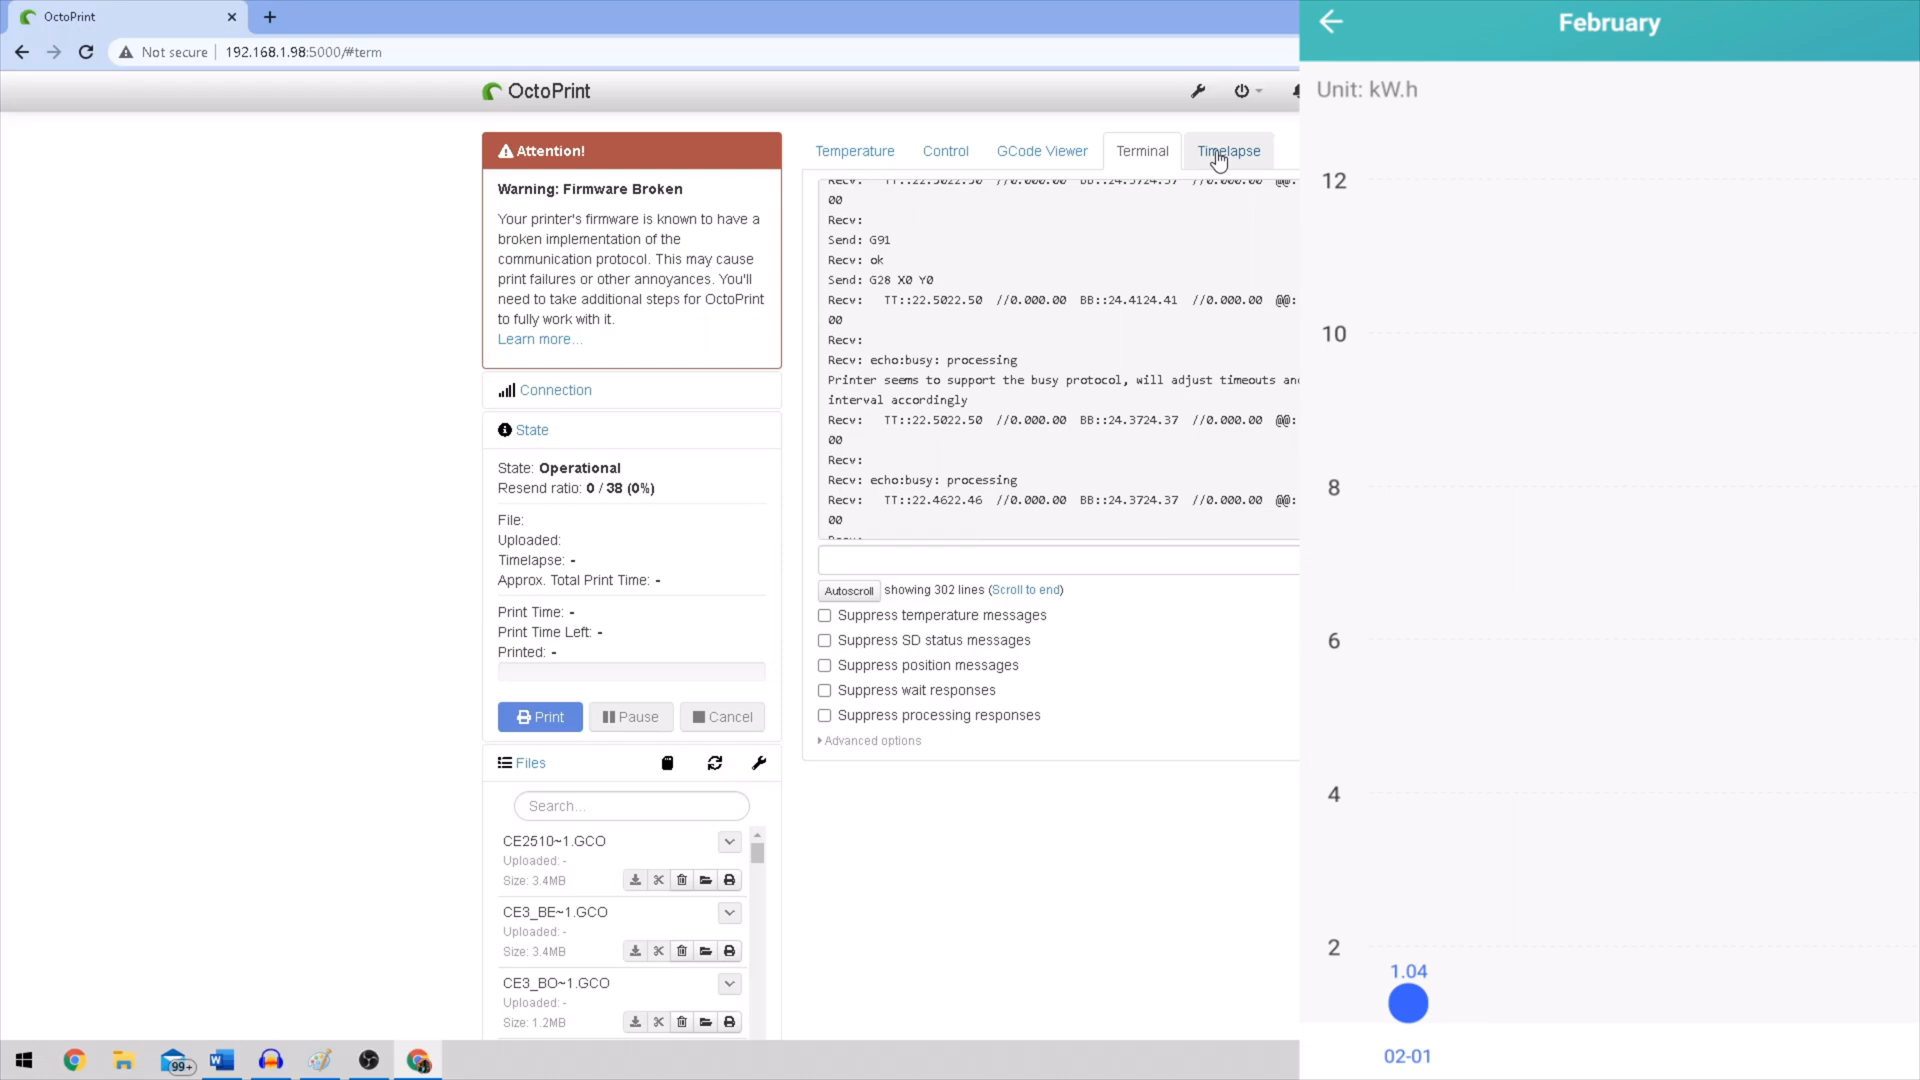 OctoPrint
Not secure
192.168.1.98:5000/#term
OctoPrint
Attention!
Warning: Firmware Broken
Your printer's firmware is known to have a
broken implementation of the
communication protocol. This may cause
print failures or other annoyances. You'll
need to take additional steps for OctoPrint
to fully work with it.
Learn more...
Connection
State
State: Operational
Resend ratio: 0 / 38 (0%)
File:
Uploaded:
Timelapse: -
Approx. Total Print Time: -
Print Time: -
Print Time Left: -
Printed: -
Print
Pause
Cancel
Files
Search...
CE2510~1.GCO
Uploaded: -
Size: 3.4MB
CE3_BE~1.GCO
Uploaded: -
Size: 3.4MB
CE3_BO~1.GCO
Uploaded: -
Size: 1.2MB
Temperature
Control
GCode Viewer
Terminal
Timelapse
00
Recv:
Send: G91
Recv: ok
Send: G28 X0 Y0
Recv: TT::22.5022.50 //0.000.00 BB::24.4124.41 //0.000.00 @@:
00
Recv:
Recv: echo:busy: processing
Printer seems to support the busy protocol, will adjust timeouts and
interval accordingly
Recv: TT::22.5022.50 //0.000.00 BB::24.3724.37 //0.000.00 @@:
00
Recv:
Recv: echo:busy: processing
Recv: TT::22.4622.46 //0.000.00 BB::24.3724.37 //0.000.00 @@:
00
Autoscroll
showing 302 lines (Scroll to end)
Suppress temperature messages
Suppress SD status messages
Suppress position messages
Suppress wait responses
Suppress processing responses
Advanced options
February
Unit: kW.h
12
10
8
6
4
2
1.04
02-01
99+